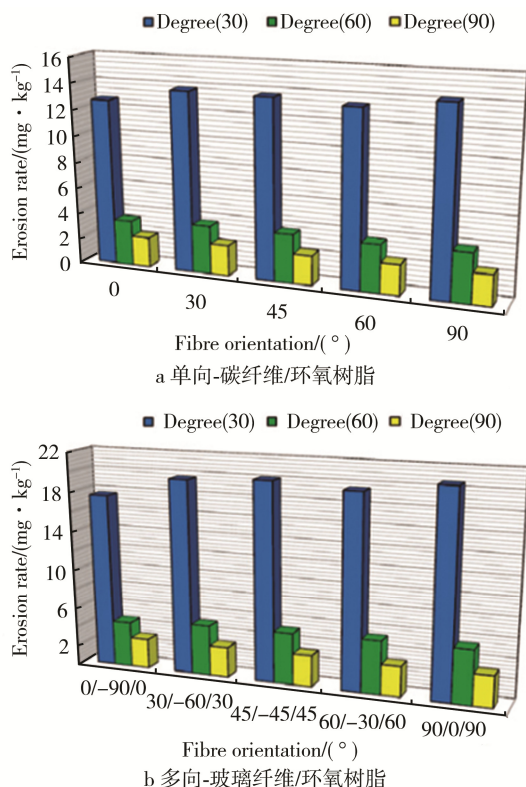 Degree(30) Degree(60) Degree(90)
16
14
12
10
8
6
4
2
0
Erosion rate/(mg·kg⁻¹)
0 30 45 60 90
Fibre orientation/(°)
a 单向-碳纤维/环氧树脂
Degree(30) Degree(60) Degree(90)
22
18
14
10
6
2
Erosion rate/(mg·kg⁻¹)
0/−90/0 30/−60/30 45/−45/45 60/−30/60 90/0/90
Fibre orientation/(°)
b 多向-玻璃纤维/环氧树脂